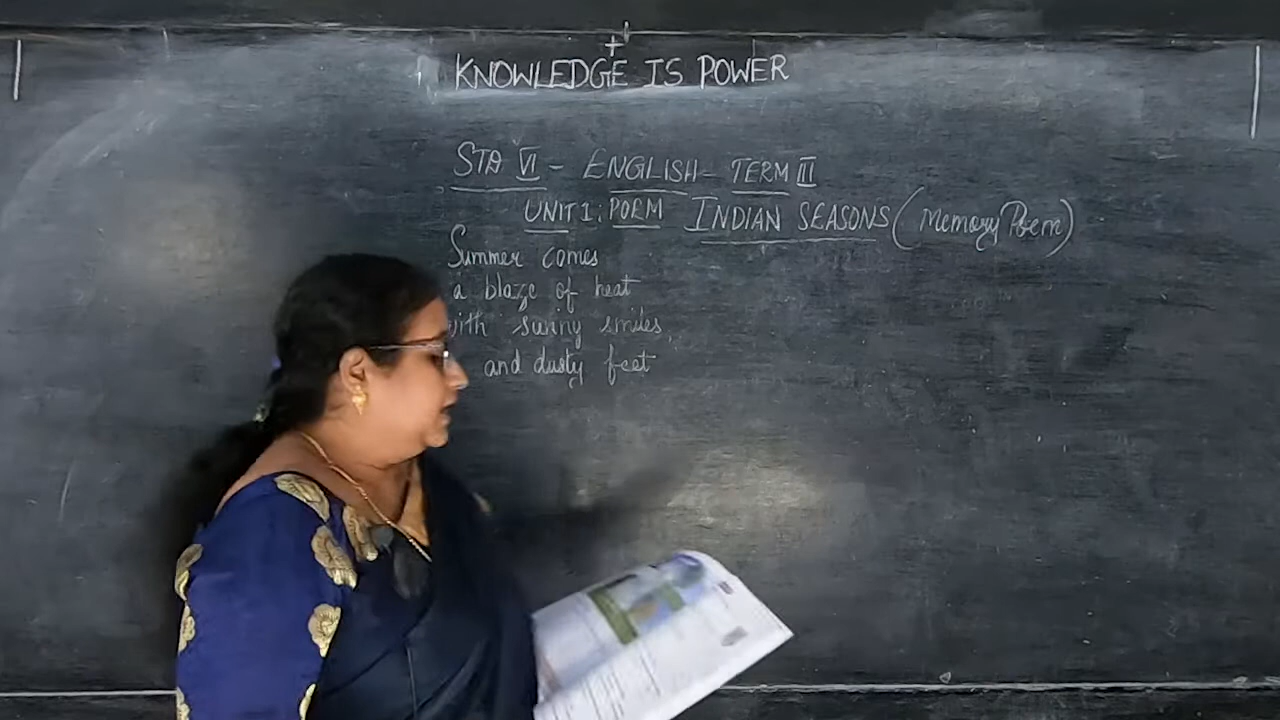 KNOWLEDGE IS POWER
STD VI - ENGLISH - TERM III
UNIT 1: POEM INDIAN SEASONS (Memory Poem)
Summer comes
a blaze of heat
with sunny smiles,
and dusty feet